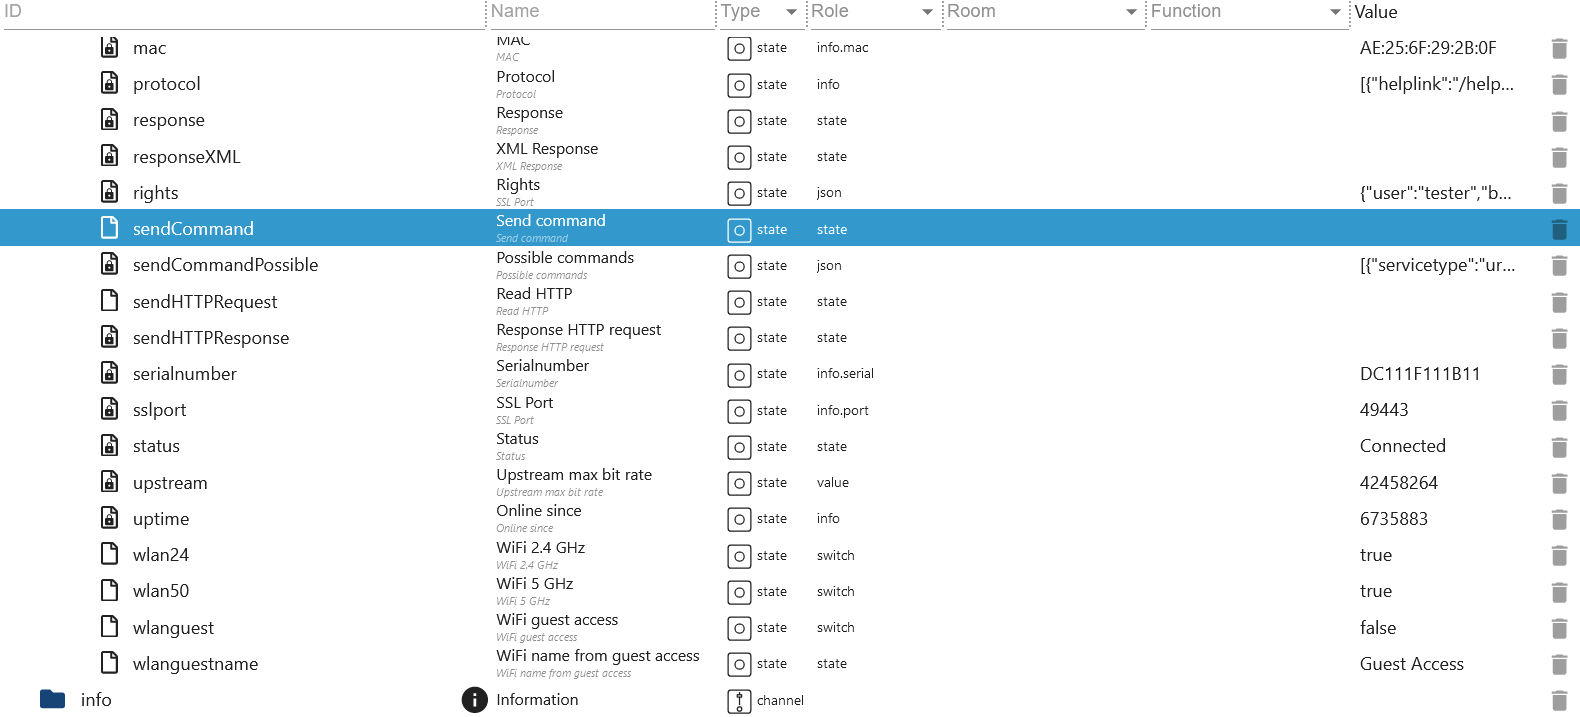 ID Name Type Role Room Function Value
mac MAC state info.mac AE:25:6F:29:2B:0F
MAC
protocol Protocol state info [{"helplink":"/help...
Protocol
response Response state state
Response
responseXML XML Response state state
XML Response
rights Rights state json {"user":"tester","b...
SSL Port
sendCommand Send command state state
Send command
sendCommandPossible Possible commands state json [{"servicetype":"ur...
Possible commands
sendHTTPRequest Read HTTP state state
Read HTTP
sendHTTPResponse Response HTTP request state state
Response HTTP request
serialnumber Serialnumber state info.serial DC111F111B11
Serialnumber
sslport SSL Port state info.port 49443
SSL Port
status Status state state Connected
Status
upstream Upstream max bit rate state value 42458264
Upstream max bit rate
uptime Online since state info 6735883
Online since
wlan24 WiFi 2.4 GHz state switch true
WiFi 2.4 GHz
wlan50 WiFi 5 GHz state switch true
WiFi 5 GHz
wlanguest WiFi guest access state switch false
WiFi guest access
wlanguestname WiFi name from guest access state state Guest Access
WiFi name from guest access
info Information channel